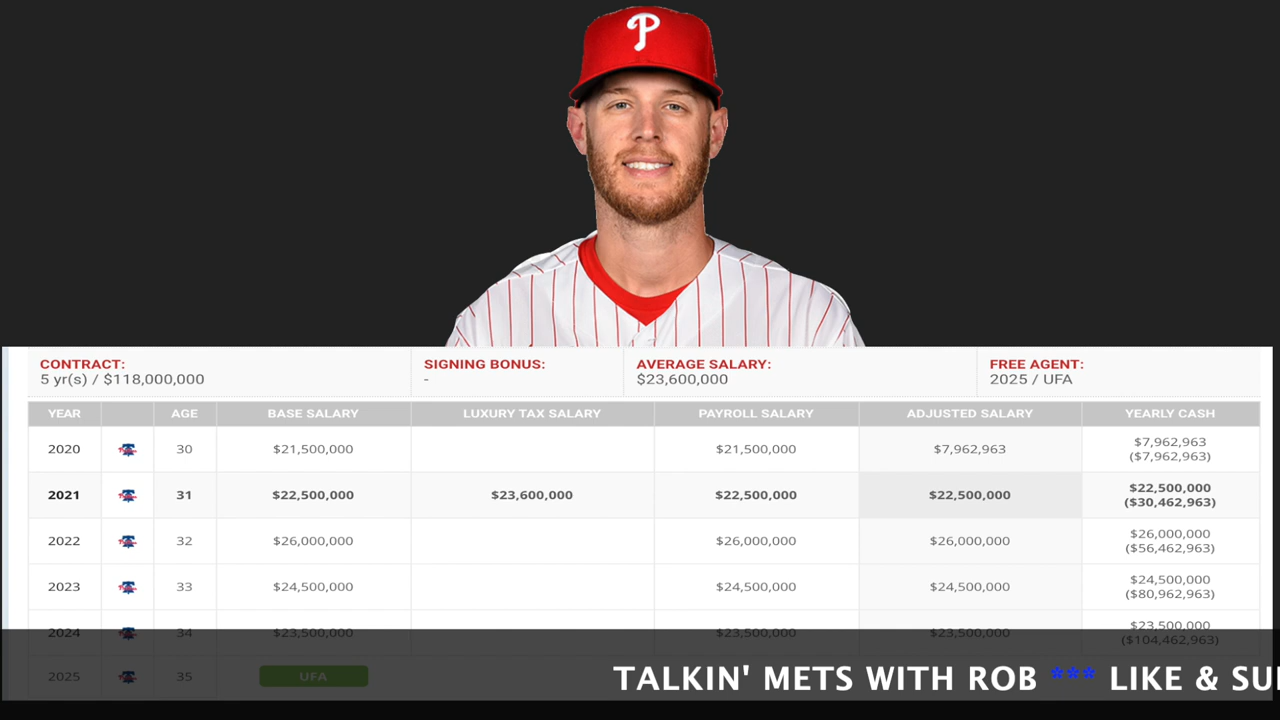 P
CONTRACT: SIGNING BONUS: AVERAGE SALARY: FREE AGENT:
5 yr(s) / $118,000,000 - $23,600,000 2025 / UFA
YEAR AGE BASE SALARY LUXURY TAX SALARY PAYROLL SALARY ADJUSTED SALARY YEARLY CASH
2020 30 $21,500,000 $21,500,000 $7,962,963 $7,962,963
($7,962,963)
2021 31 $22,500,000 $23,600,000 $22,500,000 $22,500,000 $22,500,000
($30,462,963)
2022 32 $26,000,000 $26,000,000 $26,000,000 $26,000,000
($56,462,963)
2023 33 $24,500,000 $24,500,000 $24,500,000 $24,500,000
($80,962,963)
2024 34 $23,500,000 $23,500,000 $23,500,000 $23,500,000
($104,462,963)
2025 35 UFA
TALKIN' METS WITH ROB *** LIKE & SU